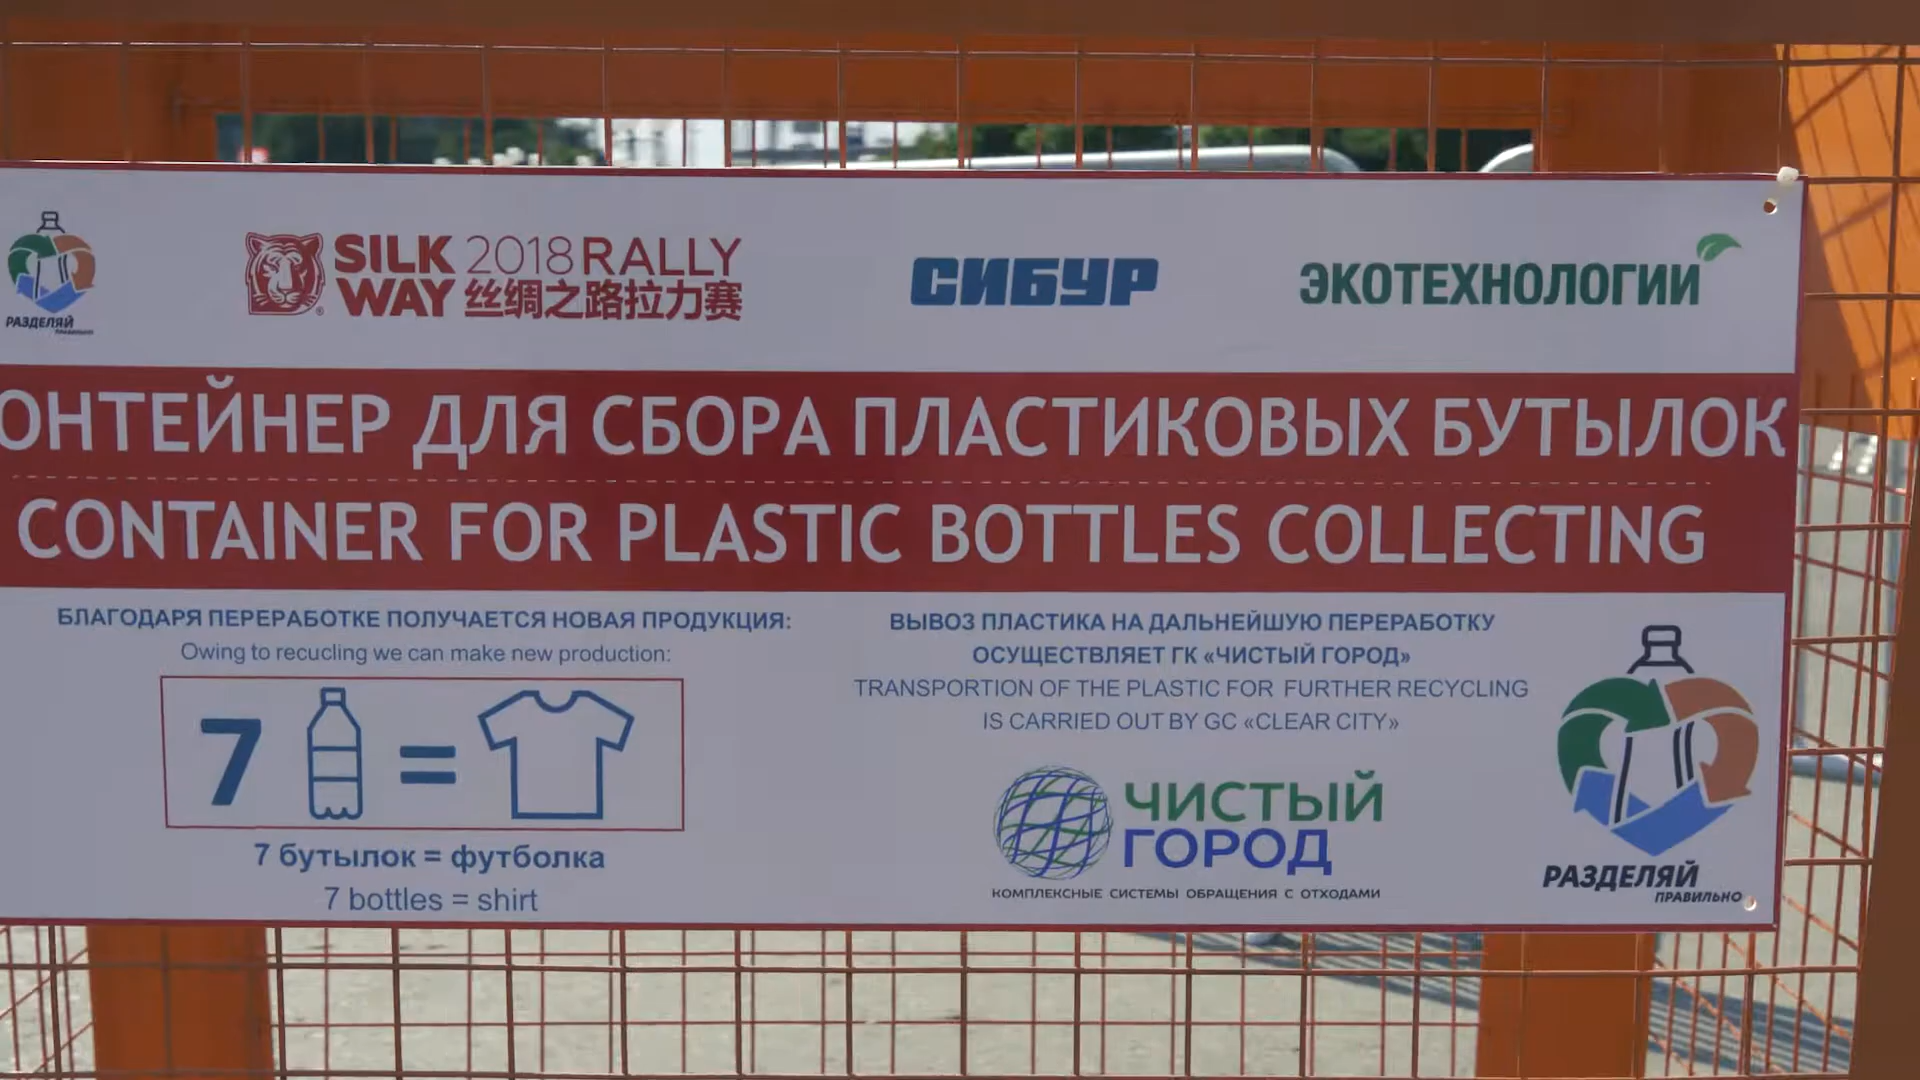 РАЗДЕЛЯЙ
ПРАВИЛЬНО
SILK WAY 2018 RALLY
丝绸之路拉力赛
СИБУР
ЭКОТЕХНОЛОГИИ
ОНТЕЙНЕР ДЛЯ СБОРА ПЛАСТИКОВЫХ БУТЫЛОК
CONTAINER FOR PLASTIC BOTTLES COLLECTING
БЛАГОДАРЯ ПЕРЕРАБОТКЕ ПОЛУЧАЕТСЯ НОВАЯ ПРОДУКЦИЯ:
Owing to recucling we can make new production:
7 =
7 бутылок = футболка
7 bottles = shirt
ВЫВОЗ ПЛАСТИКА НА ДАЛЬНЕЙШУЮ ПЕРЕРАБОТКУ
ОСУЩЕСТВЛЯЕТ ГК «ЧИСТЫЙ ГОРОД»
TRANSPORTION OF THE PLASTIC FOR FURTHER RECYCLING
IS CARRIED OUT BY GC «CLEAR CITY»
ЧИСТЫЙ
ГОРОД
КОМПЛЕКСНЫЕ СИСТЕМЫ ОБРАЩЕНИЯ С ОТХОДАМИ
РАЗДЕЛЯЙ
ПРАВИЛЬНО